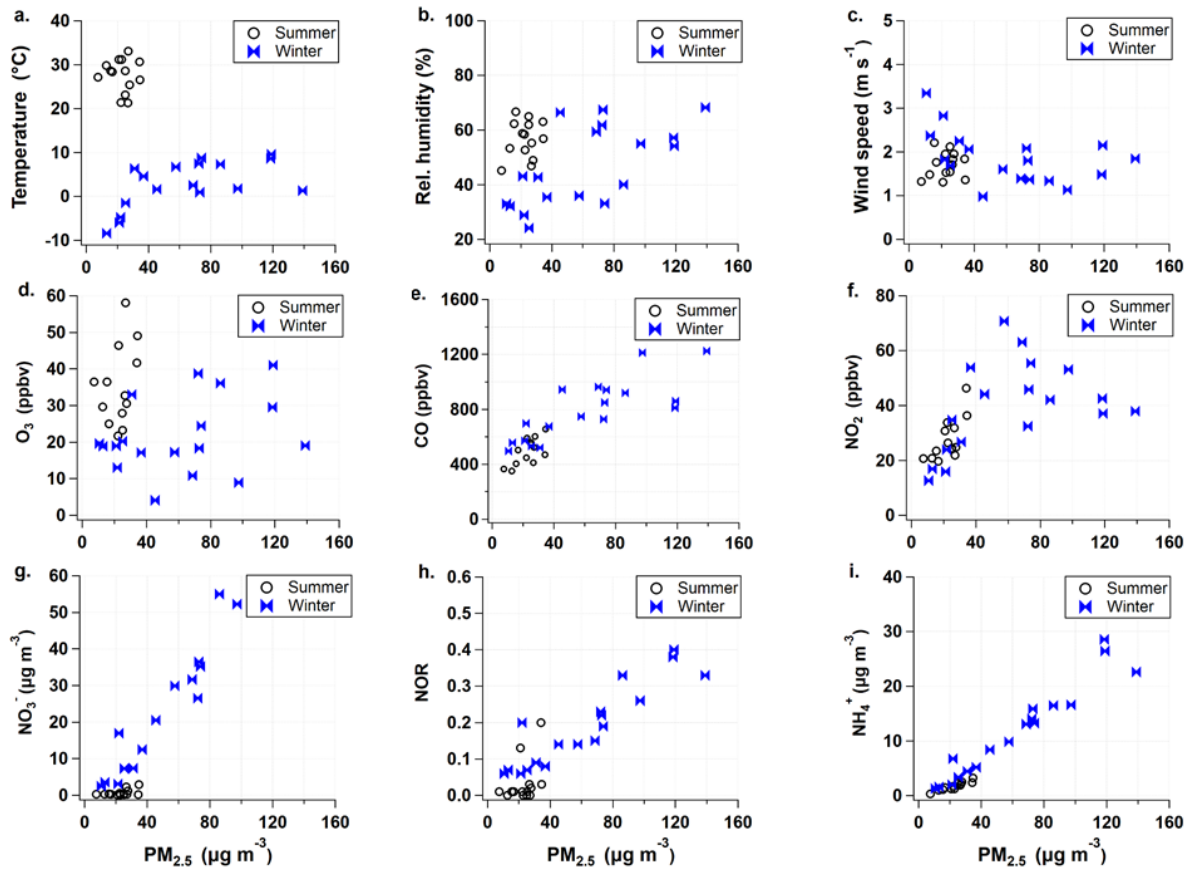 a.
Temperature (°C)
40
30
20
10
0
-10
0
40
80
120
160
Summer
Winter
b.
Rel. humidity (%)
100
80
60
40
20
0
40
80
120
160
Summer
Winter
c.
Wind speed (m s⁻¹)
5
4
3
2
1
0
40
80
120
160
Summer
Winter
d.
O₃ (ppbv)
60
50
40
30
20
10
0
0
40
80
120
160
Summer
Winter
e.
CO (ppbv)
1600
1200
800
400
0
0
40
80
120
160
Summer
Winter
f.
NO₂ (ppbv)
80
60
40
20
0
0
40
80
120
160
Summer
Winter
g.
NO₃⁻ (µg m⁻³)
60
50
40
30
20
10
0
0
40
80
120
160
PM₂.₅ (µg m⁻³)
Summer
Winter
h.
NOR
0.6
0.5
0.4
0.3
0.2
0.1
0.0
0
40
80
120
160
PM₂.₅ (µg m⁻³)
Summer
Winter
i.
NH₄⁺ (µg m⁻³)
40
30
20
10
0
0
40
80
120
160
PM₂.₅ (µg m⁻³)
Summer
Winter